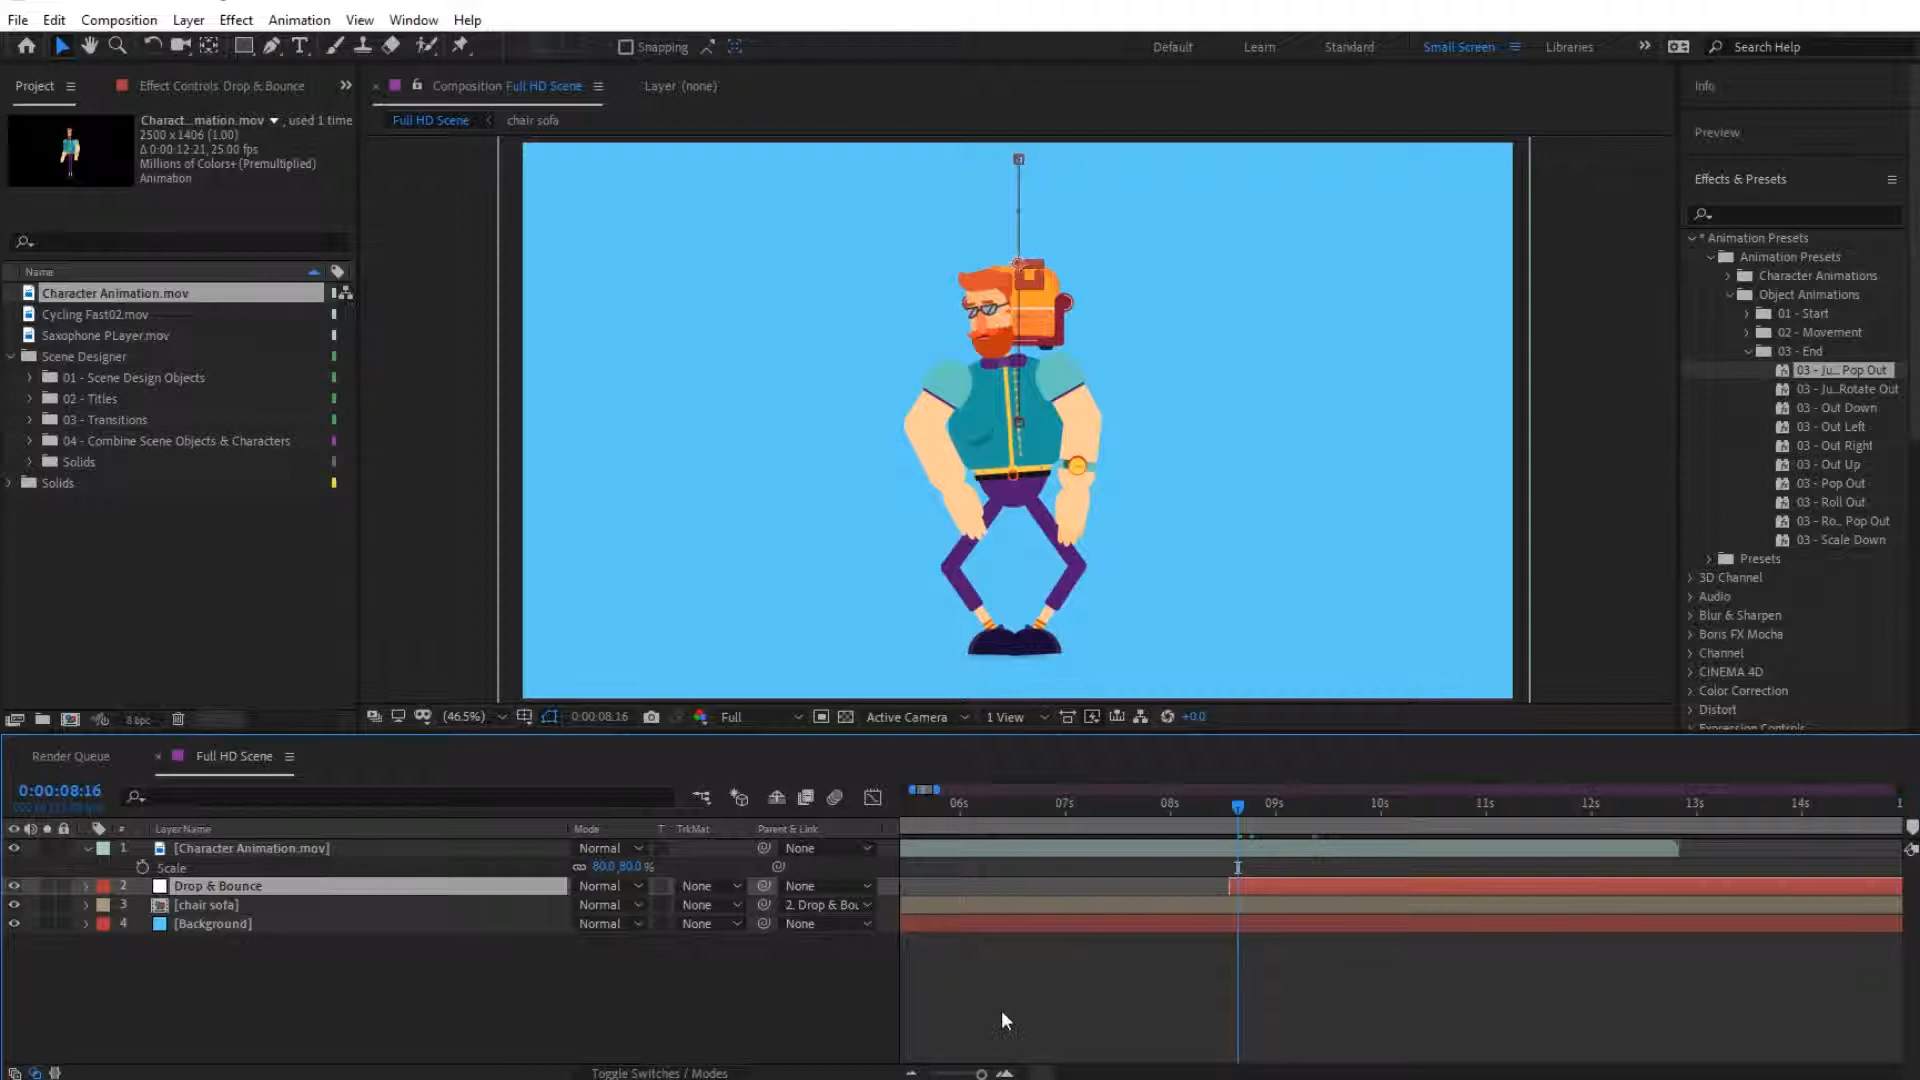 File Edit Composition Layer Effect Animation View Window Help
Snapping
Default Learn Standard Small Screen Libraries Search Help
Project Effect Controls Drop & Bounce
Composition Full HD Scene Layer (none)
Full HD Scene chair sofa
Charact...mation.mov , used 1 time
2500 x 1406 (1.00)
Δ 0:00:12:21, 25.00 fps
Millions of Colors+ (Premultiplied)
Animation
Name
Character Animation.mov
Cycling Fast02.mov
Saxophone PLayer.mov
Scene Designer
01 - Scene Design Objects
02 - Titles
03 - Transitions
04 - Combine Scene Objects & Characters
Solids
Solids
8 bpc
(46.5%) 0:00:08:16 Full Active Camera 1 View +0.0
Info
Preview
Effects & Presets
* Animation Presets
Animation Presets
Character Animations
Object Animations
01 - Start
02 - Movement
03 - End
03 - Ju... Pop Out
03 - Ju...Rotate Out
03 - Out Down
03 - Out Left
03 - Out Right
03 - Out Up
03 - Pop Out
03 - Roll Out
03 - Ro... Pop Out
03 - Scale Down
Presets
3D Channel
Audio
Blur & Sharpen
Boris FX Mocha
Channel
CINEMA 4D
Color Correction
Distort
Expression Controls
Render Queue Full HD Scene
0:00:08:16
06s 07s 08s 09s 10s 11s 12s 13s 14s 1
# Layer Name Mode T TrkMat Parent & Link
1 [Character Animation.mov] Normal None
Scale 80.0,80.0 %
2 Drop & Bounce Normal None None
3 [chair sofa] Normal None 2. Drop & Bou
4 [Background] Normal None None
Toggle Switches / Modes